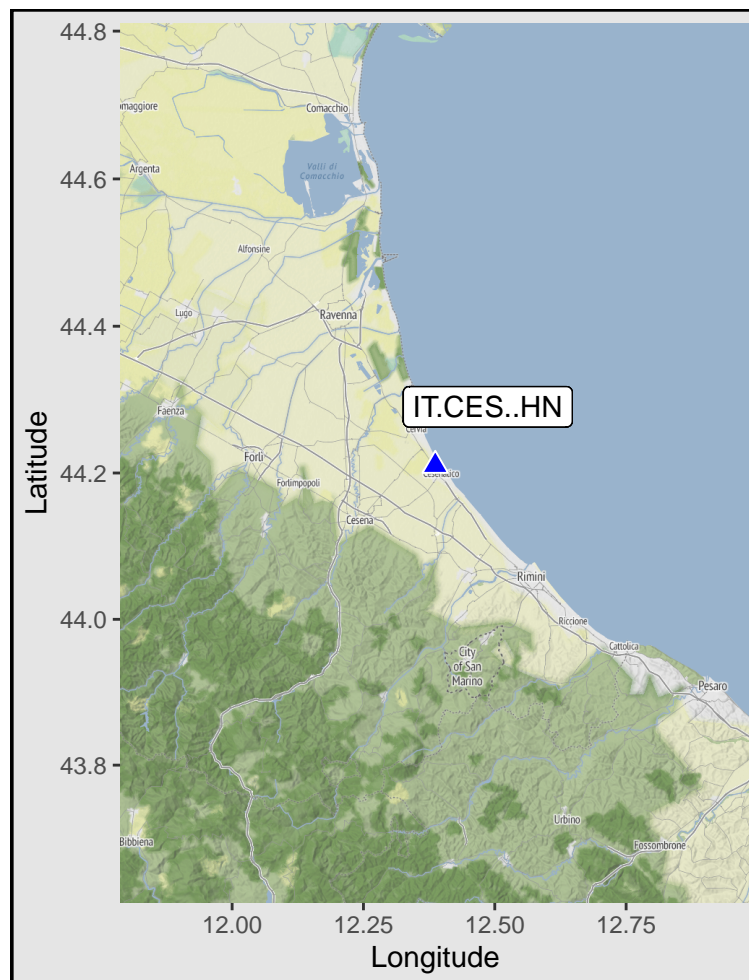 44.8
omaggiore
Comacchio
Valli di
Comacchio
Argenta
44.6
Alfonsine
Lugo
Ravenna
44.4
IT.CES..HN
Cervia
Faenza
44.2
Cesenatico
Forlì
Forlimpopoli
Cesena
Rimini
44.0
Riccione
City
of San
Marino
Cattolica
Pesaro
43.8
Urbino
Bibbiena
Fossombrone
12.00
12.25
12.50
12.75
Longitude
Latitude